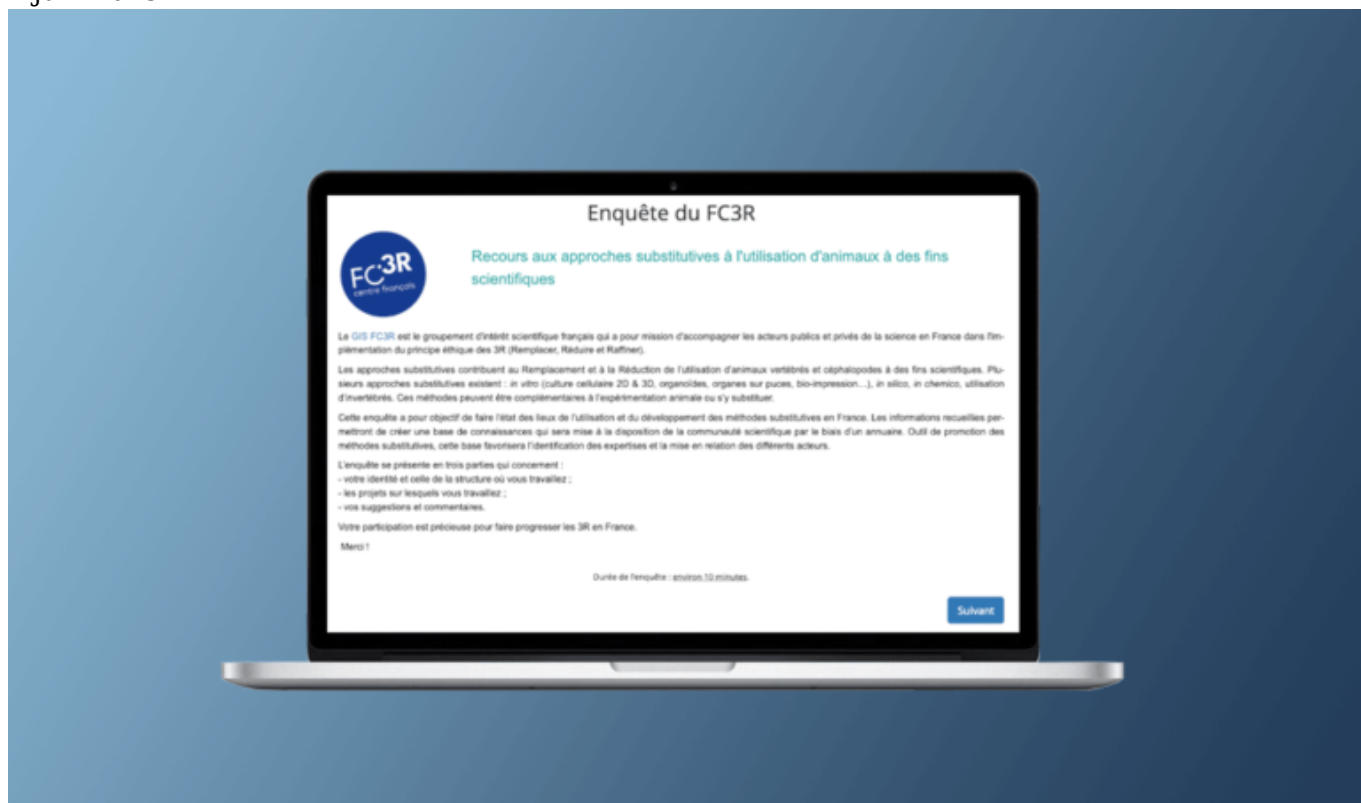 Enquête du FC3R
FC3R
centre français
Recours aux approches substitutives à l'utilisation d'animaux à des fins
scientifiques
Le GIS FC3R est le groupement d'intérêt scientifique français qui a pour mission d'accompagner les acteurs publics et privés de la science en France dans l'im-
plémentation du principe éthique des 3R (Remplacer, Réduire et Raffiner).
Les approches substitutives contribuent au Remplacement et à la Réduction de l'utilisation d'animaux vertébrés et céphalopodes à des fins scientifiques. Plu-
sieurs approches substitutives existent : in vitro (culture cellulaire 2D & 3D, organoïdes, organes sur puces, bio-impression…), in silico, in chemico, utilisation
d'invertébrés. Ces méthodes peuvent être complémentaires à l'expérimentation animale ou s'y substituer.
Cette enquête a pour objectif de faire l'état des lieux de l'utilisation et du développement des méthodes substitutives en France. Les informations recueillies per-
mettront de créer une base de connaissances qui sera mise à la disposition de la communauté scientifique par le biais d'un annuaire. Outil de promotion des
méthodes substitutives, cette base favorisera l'identification des expertises et la mise en relation des différents acteurs.
L'enquête se présente en trois parties qui concernent :
- votre identité et celle de la structure où vous travaillez ;
- les projets sur lesquels vous travaillez ;
- vos suggestions et commentaires.
Votre participation est précieuse pour faire progresser les 3R en France.
Merci !
Durée de l'enquête : environ 10 minutes.
Suivant